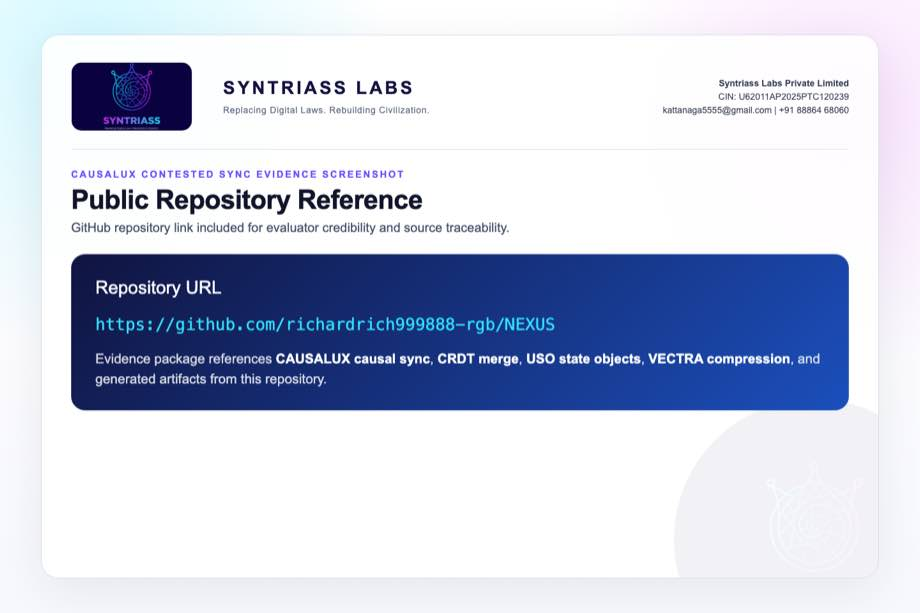 SYNTRIASS
SYNTRIASS LABS
Replacing Digital Laws. Rebuilding Civilization.
Syntriass Labs Private Limited
CIN: U62011AP2025PTC120239
kattanaga5555@gmail.com | +91 88864 68060
CAUSALUX CONTESTED SYNC EVIDENCE SCREENSHOT
Public Repository Reference
GitHub repository link included for evaluator credibility and source traceability.
Repository URL
https://github.com/richardrich999888-rgb/NEXUS
Evidence package references CAUSALUX causal sync, CRDT merge, USO state objects, VECTRA compression, and
generated artifacts from this repository.